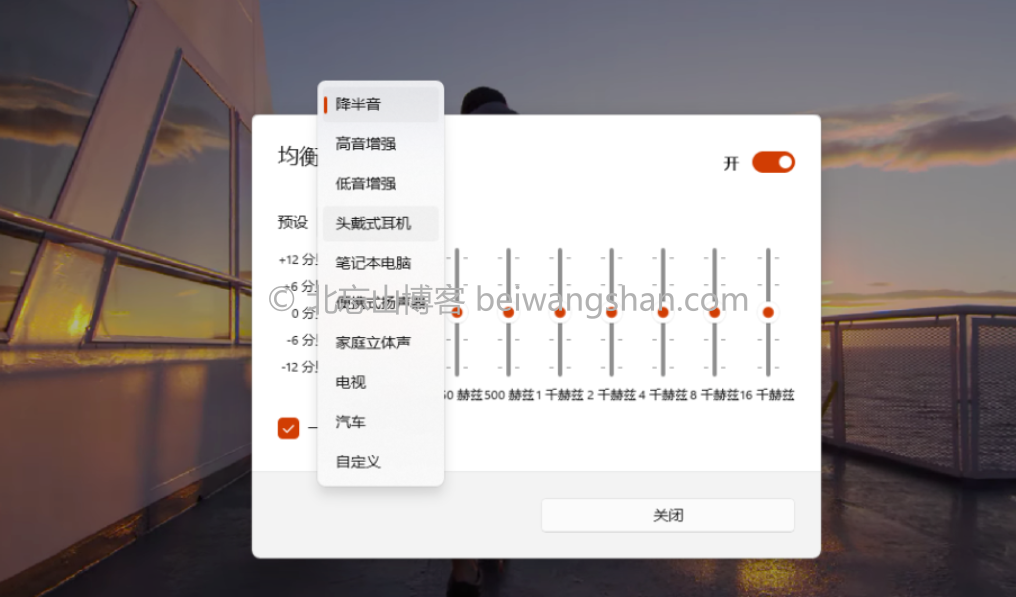 降半音
高音增强
均衡
开
低音增强
预设
头戴式耳机
+12 分
笔记本电脑
+6 分
© 北忘山博客 beiwangshan.com
便携式扬声器
0 分
-6 分
家庭立体声
-12 分
电视
50 赫兹 500 赫兹 1 千赫兹 2 千赫兹 4 千赫兹 8 千赫兹 16 千赫兹
汽车
自定义
关闭